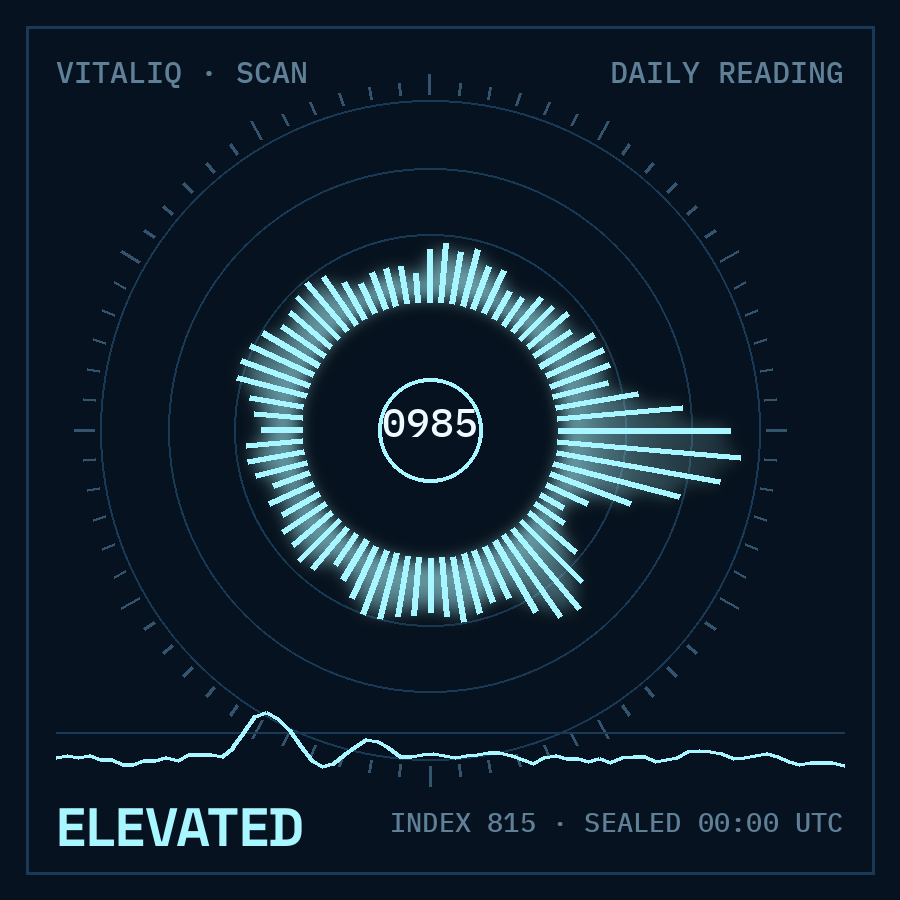 VITALIQ · SCAN
DAILY READING
0985
ELEVATED
INDEX 815 · SEALED 00:00 UTC